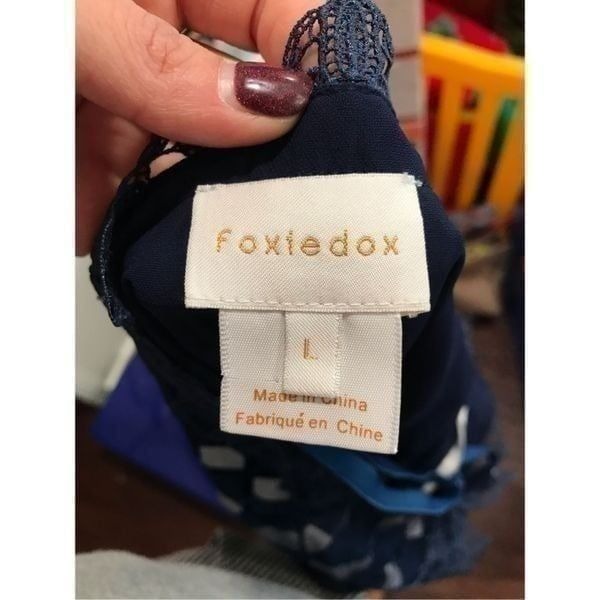 foxiedox
L
Made in China
Fabriqué en Chine